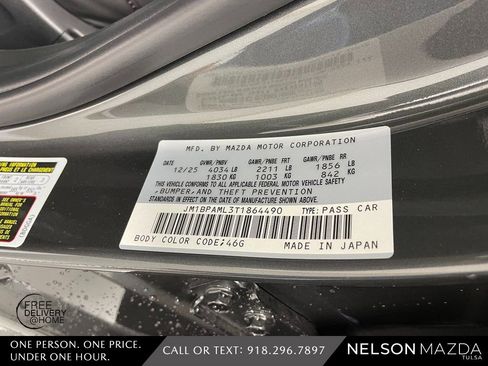 MFD. BY MAZDA MOTOR CORPORATION
12/25 GVWR/PNBV 4034 LB 1830 KG GAWR/PNBE FRT 2211 LB 1003 KG GAWR/PNBE RR 1856 LB 842 KG
THIS VEHICLE CONFORMS TO ALL APPLICABLE FEDERAL MOTOR VEHICLE SAFETY,
BUMPER, AND THEFT PREVENTION
STANDARDS IN EFFECT ON THE DATE OF MANUFACTURE SHOWN ABOVE.
JM1BPAML3T1864490 TYPE: PASS CAR
BODY COLOR CODE:46G MADE IN JAPAN
FREE
DELIVERY
@HOME
ONE PERSON. ONE PRICE.
UNDER ONE HOUR.
CALL OR TEXT: 918.296.7897
NELSON MAZDA
TULSA